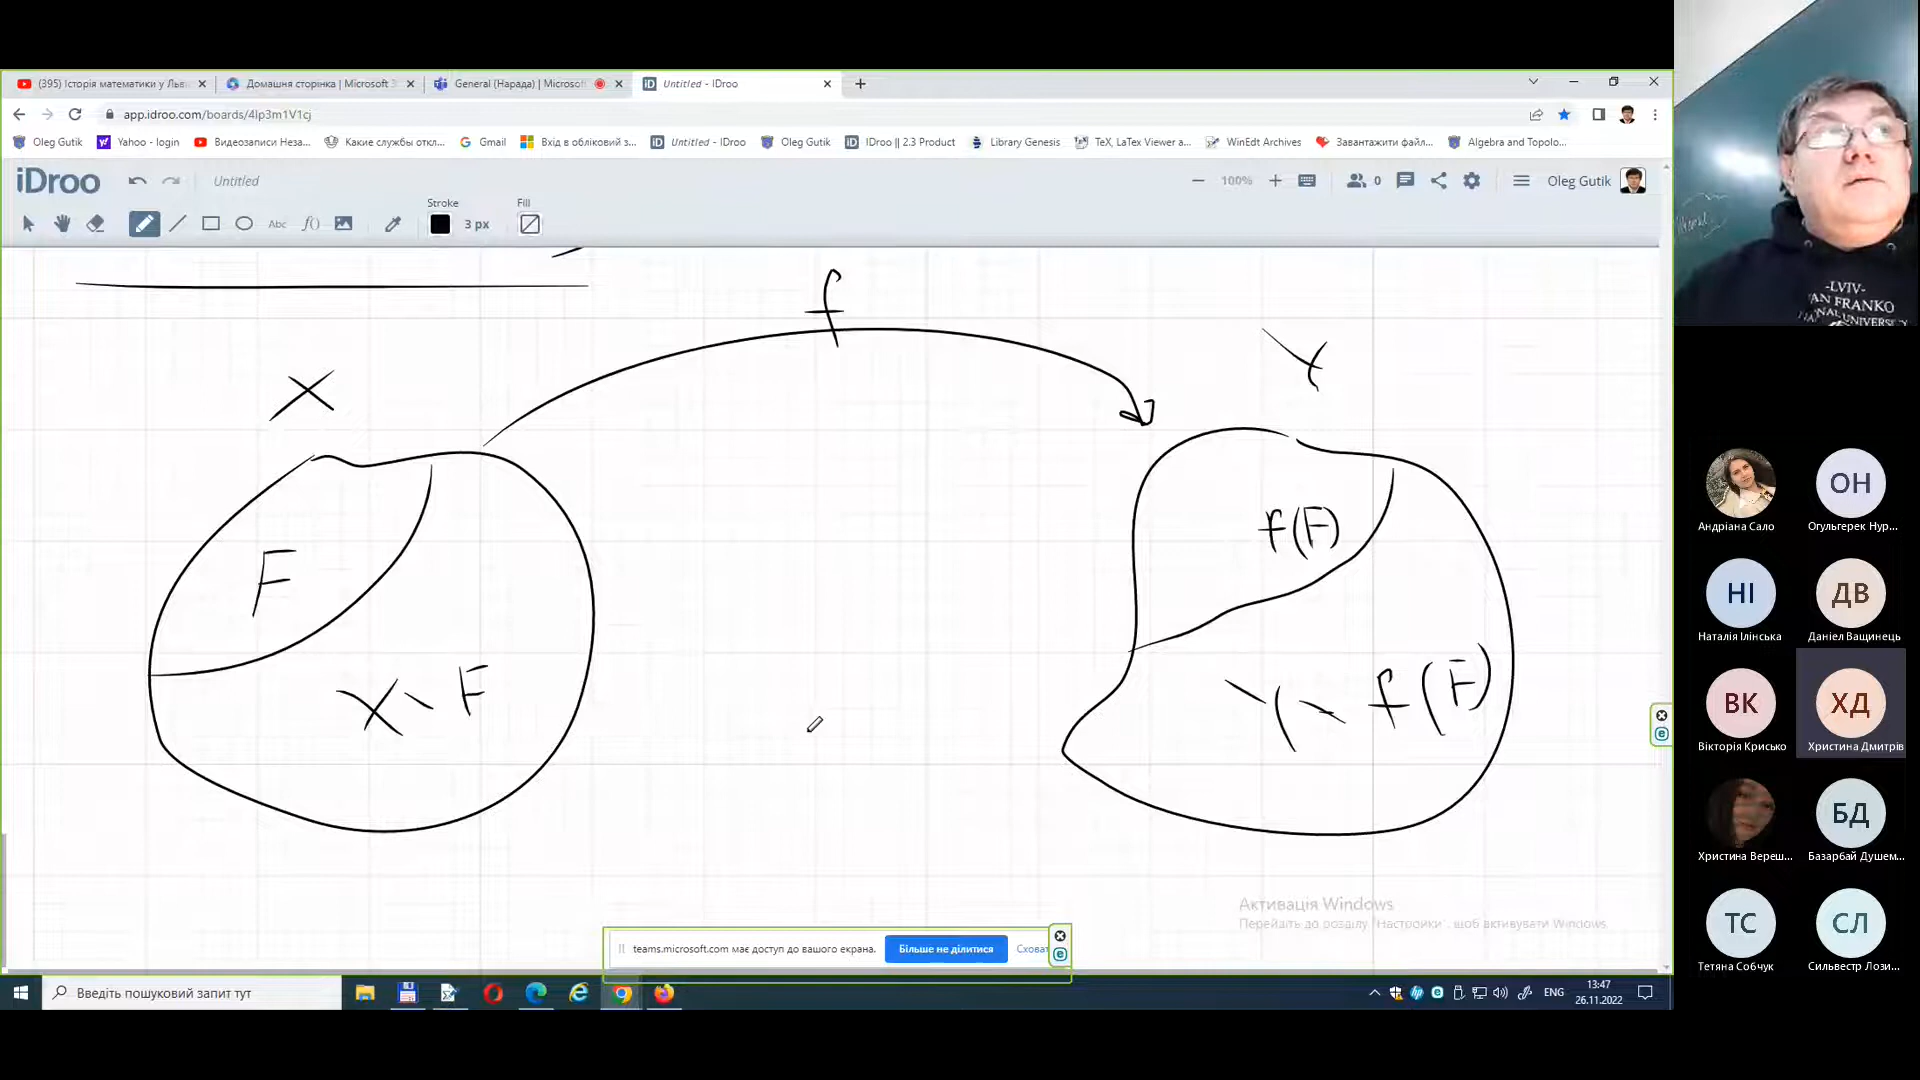 (395) Історія математики у Льв
Домашня сторінка | Microsoft 3
General (Нарада) | Microsoft
Untitled - IDroo
app.idroo.com/boards/4lp3m1V1cj
Oleg Gutik
Yahoo - login
Видеозаписи Неза...
Какие службы откл...
Gmail
Вхід в обліковий з...
Untitled - IDroo
Oleg Gutik
IDroo || 2.3 Product
Library Genesis
TeX, LaTex Viewer a...
WinEdt Archives
Завантажити файл...
Algebra and Topolo...
iDroo
Untitled
100%
0
Oleg Gutik
Abc
f()
Stroke
3 px
Fill
f
X
Y
F
f(F)
X \ F
Y \ f(F)
Активація Windows
Перейдіть до розділу "Настройки", щоб активувати Windows.
teams.microsoft.com має доступ до вашого екрана.
Більше не ділитися
Введіть пошуковий запит тут
ENG
13:47
26.11.2022
-LVIV-
AN FRANKO
NAL UNIVERSI
ОН
Андріана Сало
Огульгерек Нур...
НІ
ДВ
Наталія Ілінська
Даніел Ващинець
ВК
ХД
Вікторія Крисько
Христина Дмитрів
БД
Христина Вереш...
Базарбай Душем...
ТС
СЛ
Тетяна Собчук
Сильвестр Лози...